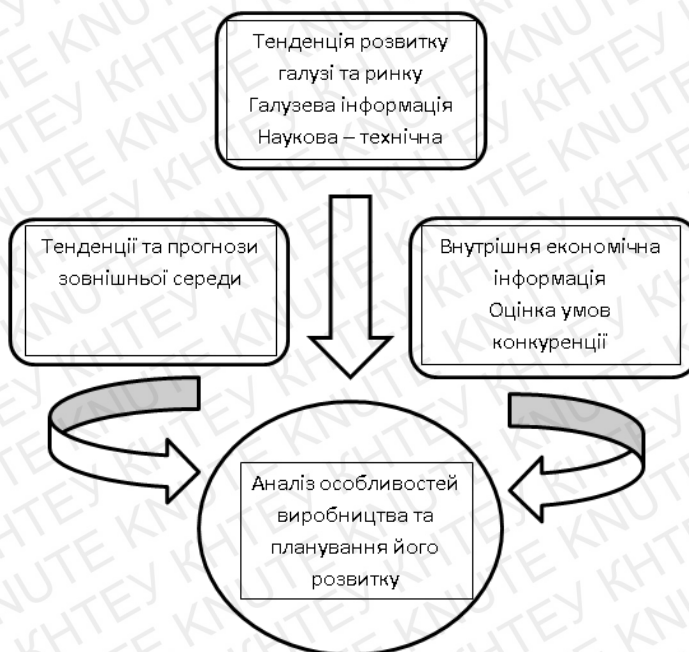 Тенденція розвитку
галузі та ринку
Галузева інформація
Наукова – технічна
Тенденції та прогнози
зовнішньої середи
Внутрішня економічна
інформація
Оцінка умов
конкуренції
Аналіз особливостей
виробництва та
планування його
розвитку